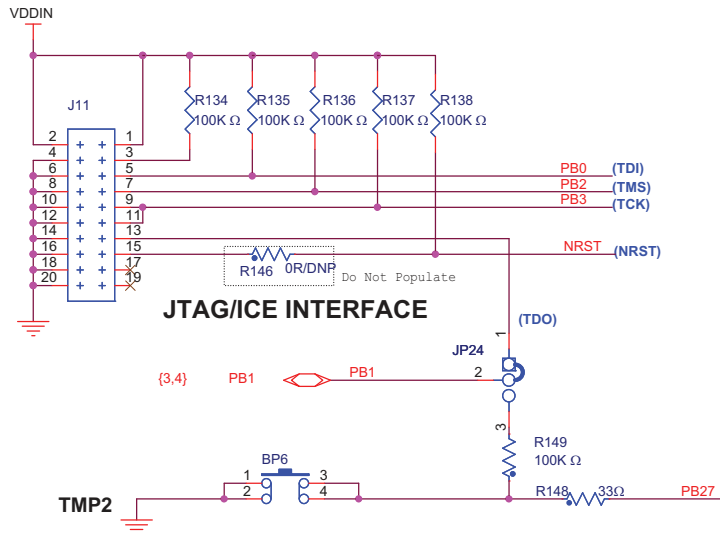 VDDIN
J11
R134
100K Ω
R135
100K Ω
R136
100K Ω
R137
100K Ω
R138
100K Ω
2 1
4 3
6 5
8 7
10 9
12 11
14 13
16 15
18 17
20 19
PB0 (TDI)
PB2 (TMS)
PB3 (TCK)
NRST (NRST)
R146 0R/DNP
Do Not Populate
JTAG/ICE INTERFACE
(TDO)
1
JP24
{3,4} PB1 PB1 2
3
R149
100K Ω
BP6
1 3
2 4
TMP2
R148 33Ω PB27